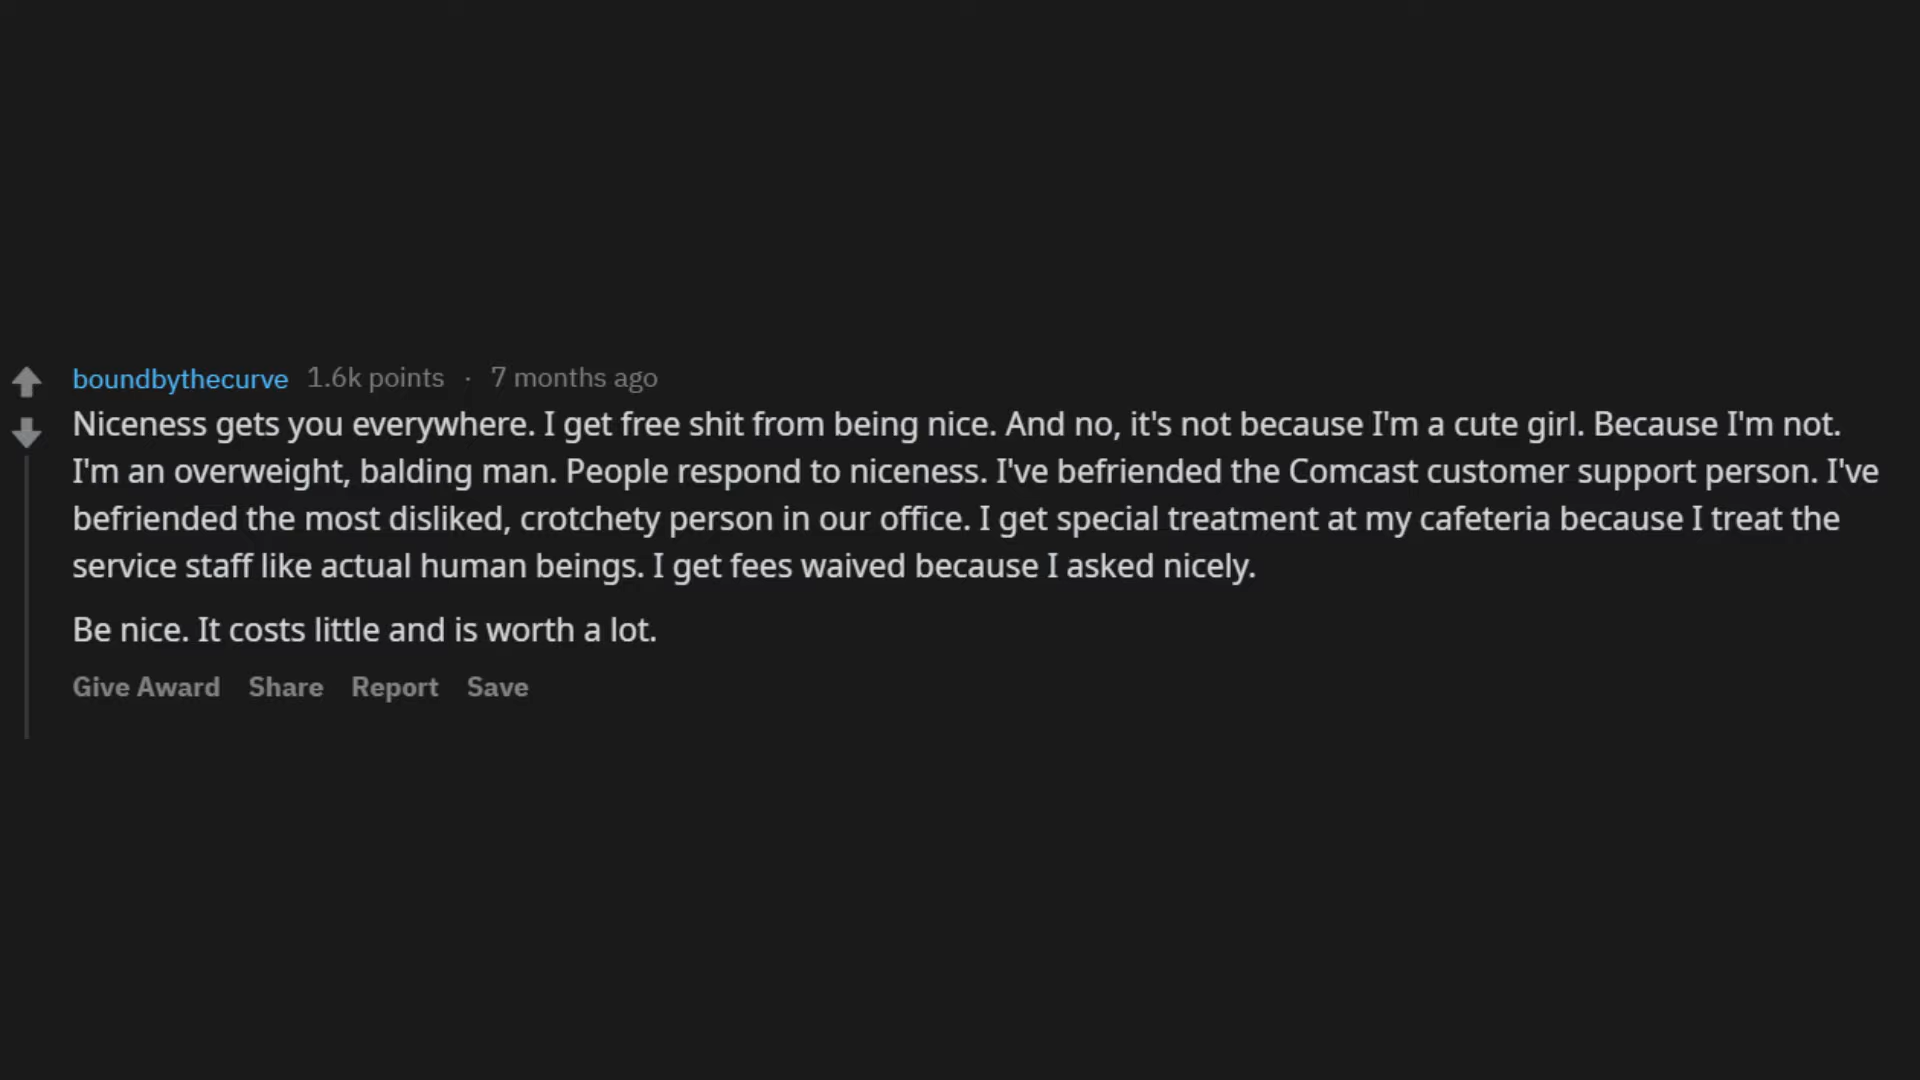 boundbythecurve 1.6k points · 7 months ago
Niceness gets you everywhere. I get free shit from being nice. And no, it's not because I'm a cute girl. Because I'm not.
I'm an overweight, balding man. People respond to niceness. I've befriended the Comcast customer support person. I've
befriended the most disliked, crotchety person in our office. I get special treatment at my cafeteria because I treat the
service staff like actual human beings. I get fees waived because I asked nicely.
Be nice. It costs little and is worth a lot.
Give Award Share Report Save